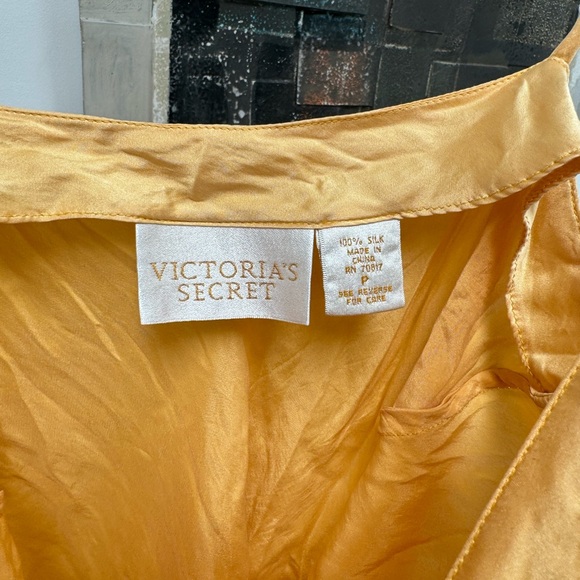 VICTORIA'S
SECRET
100% SILK
MADE IN
CHINA
RN 70817
P
SEE REVERSE
FOR CARE